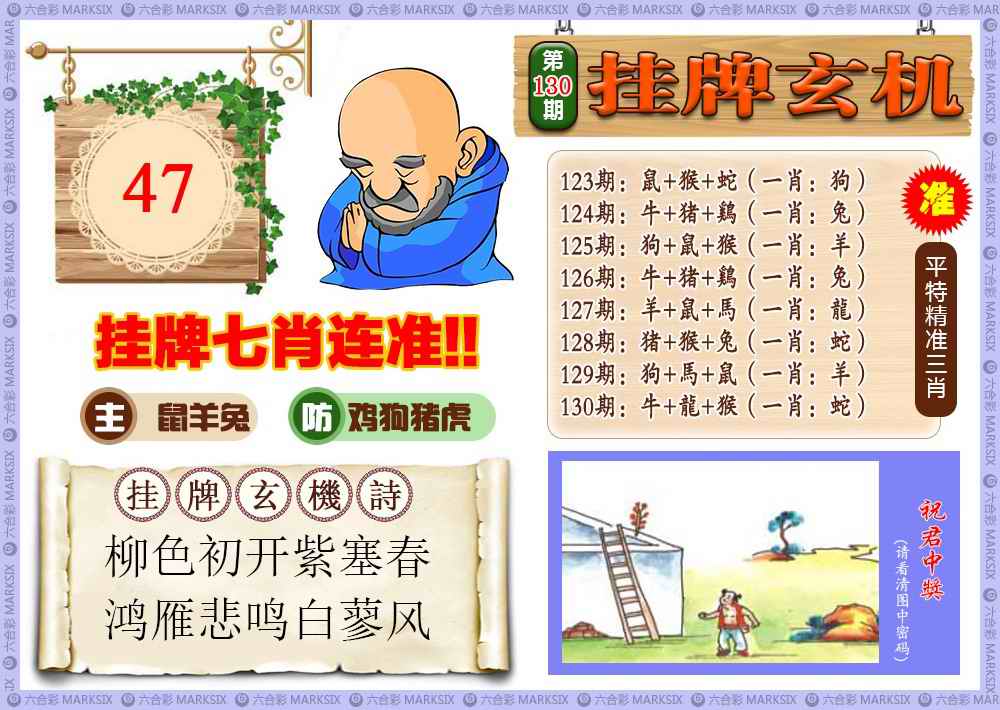 六合彩 MARKSIX
47
第130期
挂牌玄机
123期：鼠+猴+蛇（一肖：狗）
124期：牛+猪+鷄（一肖：兔）
125期：狗+鼠+猴（一肖：羊）
126期：牛+猪+鷄（一肖：兔）
127期：羊+鼠+馬（一肖：龍）
128期：猪+猴+兔（一肖：蛇）
129期：狗+馬+鼠（一肖：羊）
130期：牛+龍+猴（一肖：蛇）
准
平特精准三肖
挂牌七肖连准!!
主 鼠羊兔
防 鸡狗猪虎
挂牌玄機詩
柳色初开紫塞春
鸿雁悲鸣白蓼风
祝君中獎
（请看清图中密码）